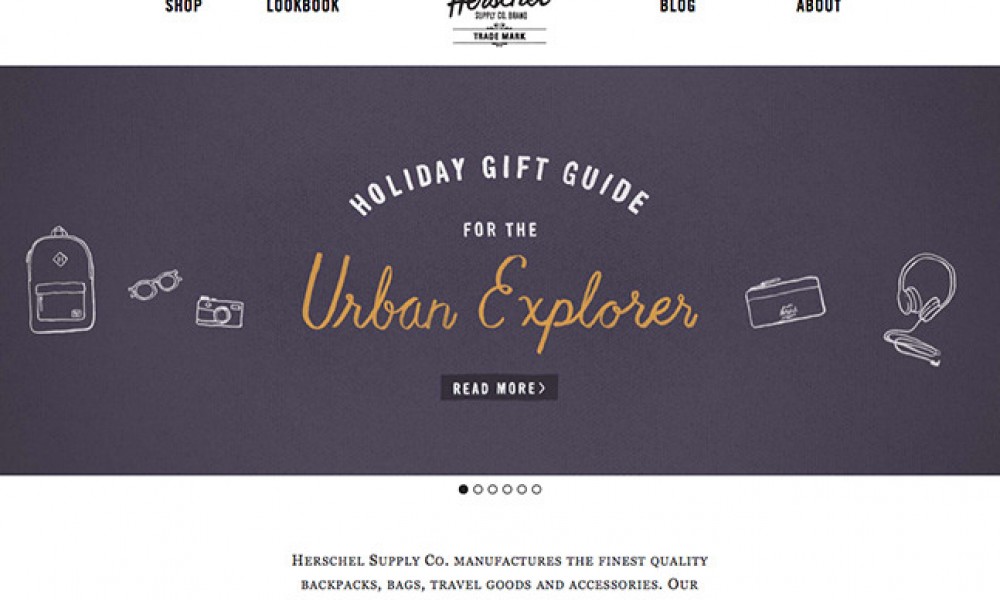 SHOP LOOKBOOK Herschel BLOG ABOUT
SUPPLY CO. BRAND
TRADE MARK
HOLIDAY GIFT GUIDE
FOR THE
Urban Explorer
READ MORE>
HERSCHEL SUPPLY CO. MANUFACTURES THE FINEST QUALITY
BACKPACKS, BAGS, TRAVEL GOODS AND ACCESSORIES. OUR